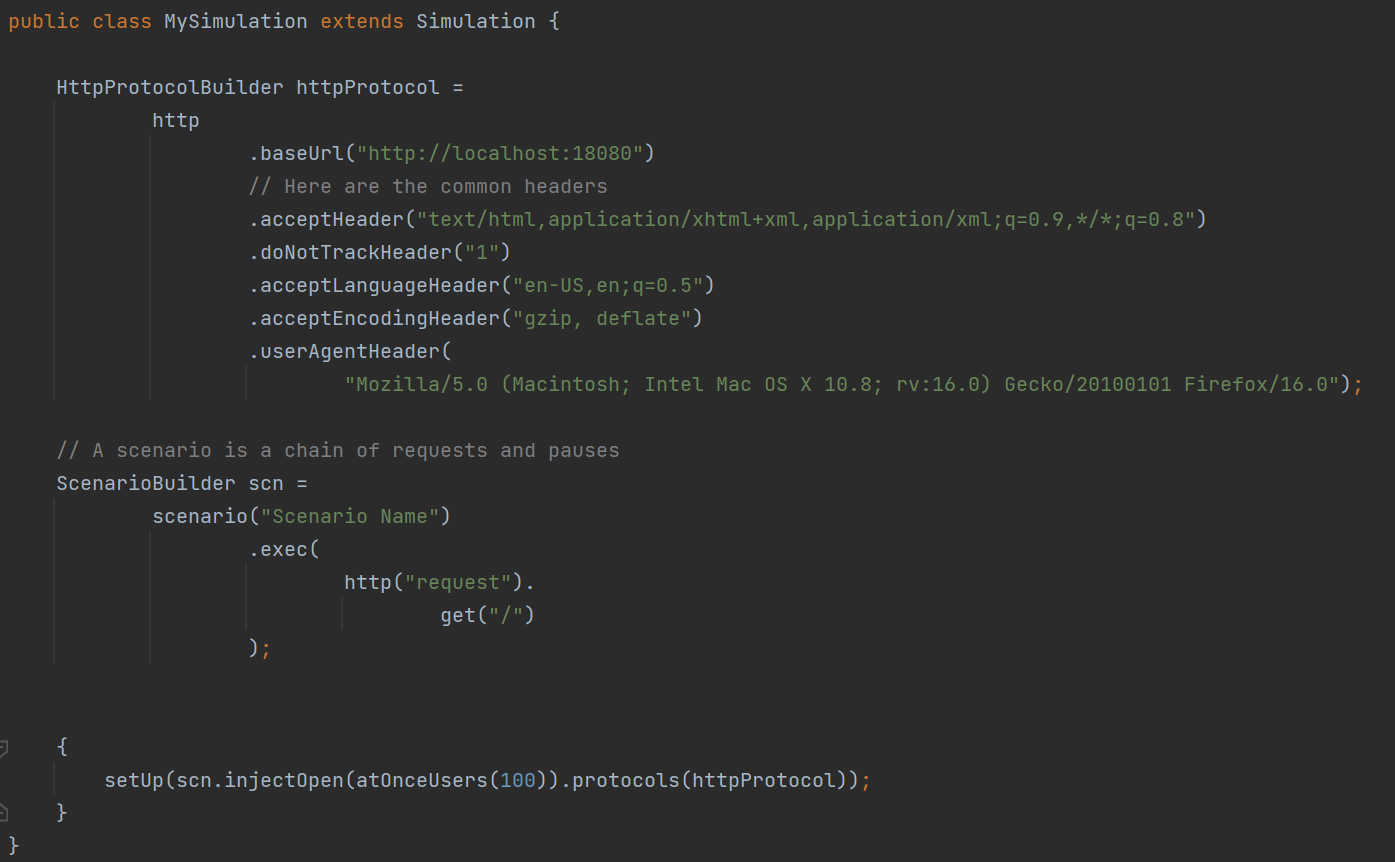 public class MySimulation extends Simulation {
HttpProtocolBuilder httpProtocol =
http
.baseUrl("http://localhost:18080")
// Here are the common headers
.acceptHeader("text/html,application/xhtml+xml,application/xml;q=0.9,*/*;q=0.8")
.doNotTrackHeader("1")
.acceptLanguageHeader("en-US,en;q=0.5")
.acceptEncodingHeader("gzip, deflate")
.userAgentHeader(
"Mozilla/5.0 (Macintosh; Intel Mac OS X 10.8; rv:16.0) Gecko/20100101 Firefox/16.0");
// A scenario is a chain of requests and pauses
ScenarioBuilder scn =
scenario("Scenario Name")
.exec(
http("request").
get("/")
);
{
setUp(scn.injectOpen(atOnceUsers(100)).protocols(httpProtocol));
}
}